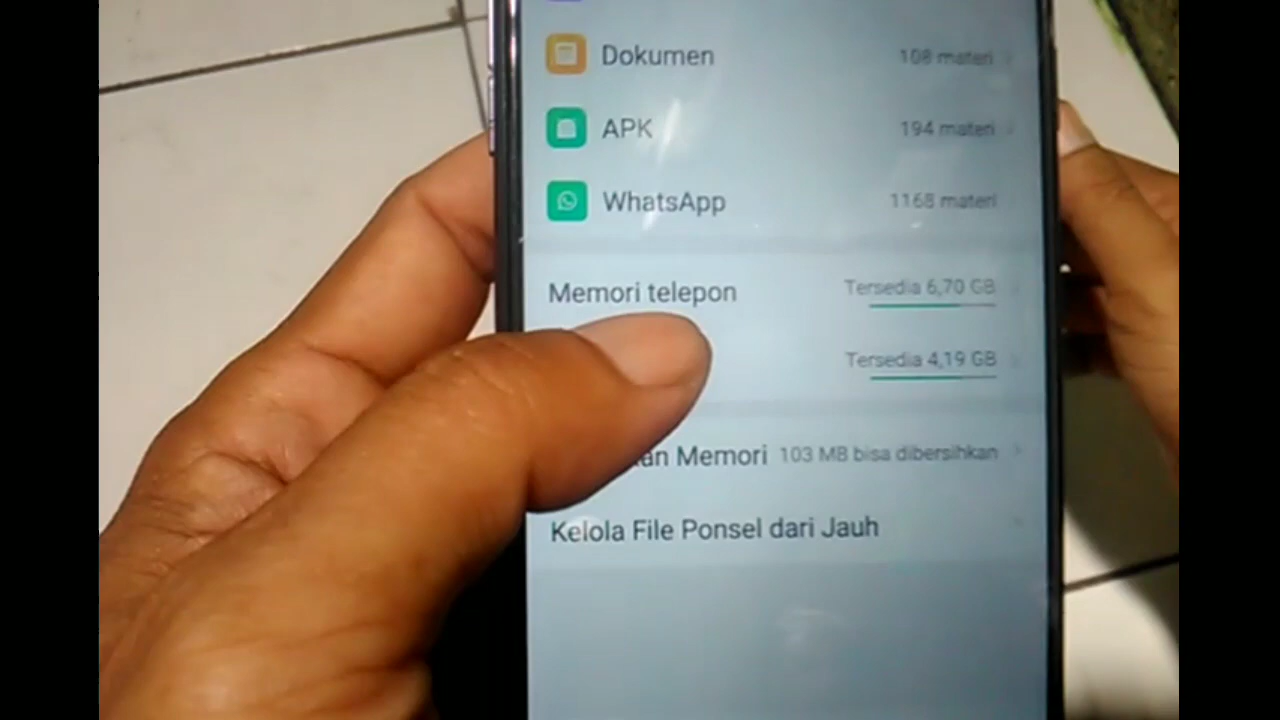 Dokumen 108 materi
APK 194 materi
WhatsApp 1168 materi
Memori telepon Tersedia 6,70 GB
Tersedia 4,19 GB
Memori 103 MB bisa dibersihkan
Kelola File Ponsel dari Jauh